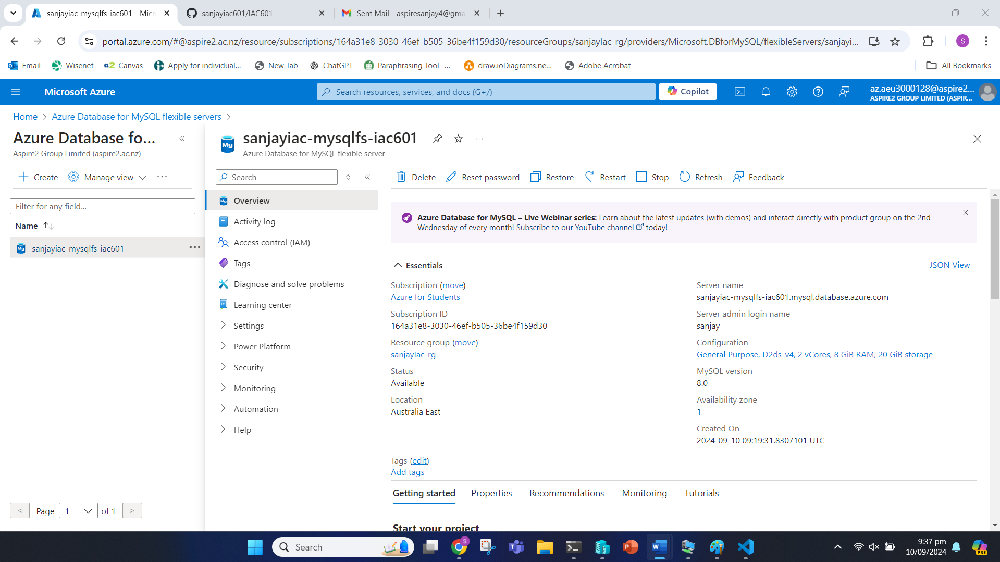 sanjayiac-mysqlfs-iac601 - Micr
sanjayiac601/IAC601
Sent Mail - aspiresanjay4@gma
portal.azure.com/#@aspire2.ac.nz/resource/subscriptions/164a31e8-3030-46ef-b505-36be4f159d30/resourceGroups/sanjayIac-rg/providers/Microsoft.DBforMySQL/flexibleServers/sanjayi...
S
Email
Wisenet
a2 Canvas
Apply for individual...
New Tab
ChatGPT
Paraphrasing Tool -...
draw.ioDiagrams.ne...
Adobe Acrobat
All Bookmarks
Microsoft Azure
Search resources, services, and docs (G+/)
Copilot
az.aeu3000128@aspire2...
ASPIRE2 GROUP LIMITED (ASPIR...
Home > Azure Database for MySQL flexible servers >
Azure Database fo...
Aspire2 Group Limited (aspire2.ac.nz)
Create
Manage view
Filter for any field...
Name
My sanjayiac-mysqlfs-iac601
< Page 1 of 1 >
My
sanjayiac-mysqlfs-iac601
Azure Database for MySQL flexible server
Search
My Overview
Activity log
Access control (IAM)
Tags
Diagnose and solve problems
Learning center
Settings
Power Platform
Security
Monitoring
Automation
Help
Delete
Reset password
Restore
Restart
Stop
Refresh
Feedback
Azure Database for MySQL – Live Webinar series: Learn about the latest updates (with demos) and interact directly with product group on the 2nd
Wednesday of every month! Subscribe to our YouTube channel today!
Essentials
JSON View
Subscription (move)
Azure for Students
Subscription ID
164a31e8-3030-46ef-b505-36be4f159d30
Resource group (move)
sanjayIac-rg
Status
Available
Location
Australia East
Server name
sanjayiac-mysqlfs-iac601.mysql.database.azure.com
Server admin login name
sanjay
Configuration
General Purpose, D2ds_v4, 2 vCores, 8 GiB RAM, 20 GiB storage
MySQL version
8.0
Availability zone
1
Created On
2024-09-10 09:19:31.8307101 UTC
Tags (edit)
Add tags
Getting started
Properties
Recommendations
Monitoring
Tutorials
Start your project
Search
S
T
P
W
9:37 pm
10/09/2024
PRE